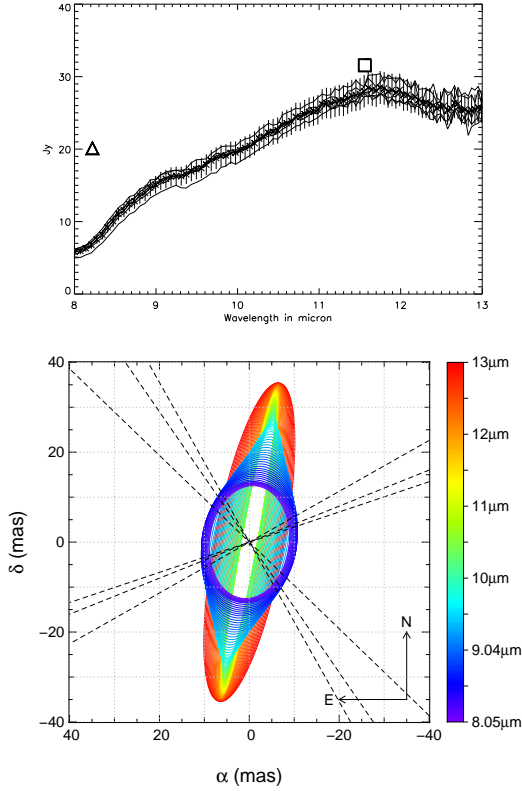 40
30
20
10
0
Jy
8 9 10 11 12 13
Wavelength in micron
40
20
0
−20
−40
δ (mas)
40 20 0 −20 −40
α (mas)
N
E
13μm
12μm
11μm
10μm
9.04μm
8.05μm